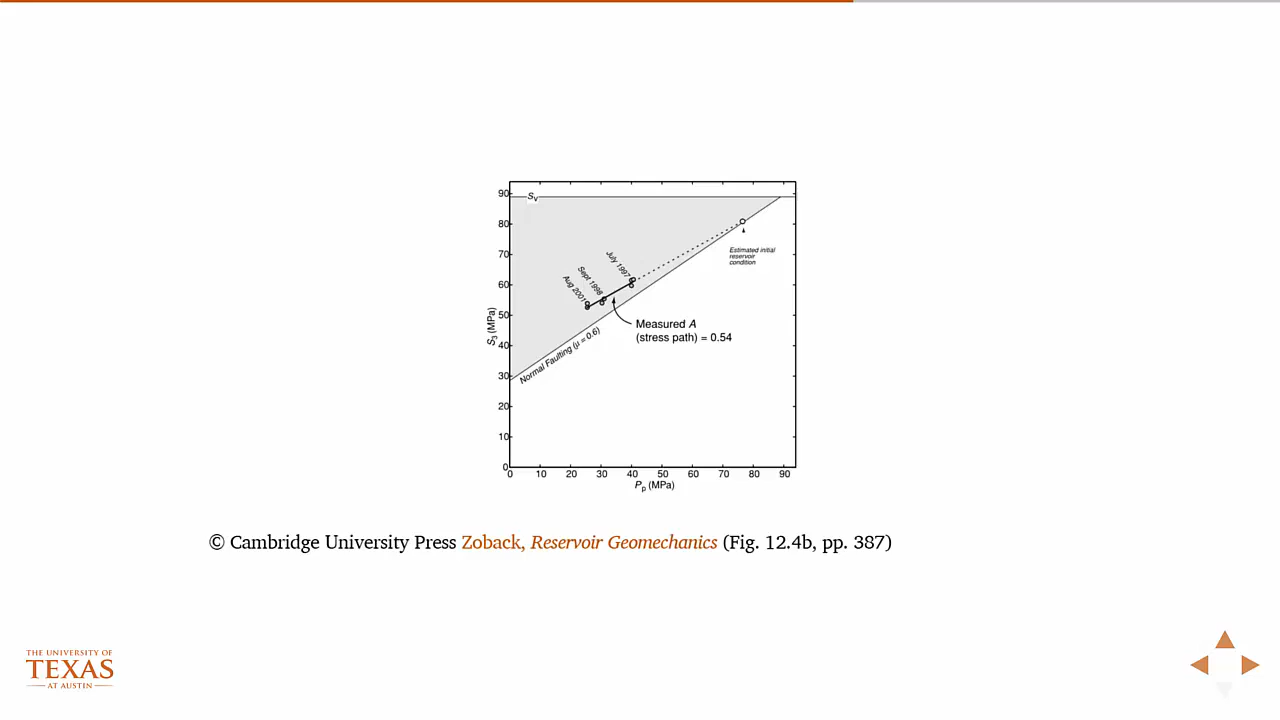 90
S_v
80
70
60
50
40
30
20
10
0
S_3 (MPa)
July 1997
Sept 1998
Aug 2001
Estimated initial
reservoir
condition
Measured A
(stress path) = 0.54
Normal Faulting (μ = 0.6)
0 10 20 30 40 50 60 70 80 90
P_p (MPa)
© Cambridge University Press Zoback, Reservoir Geomechanics (Fig. 12.4b, pp. 387)
THE UNIVERSITY OF
TEXAS
AT AUSTIN